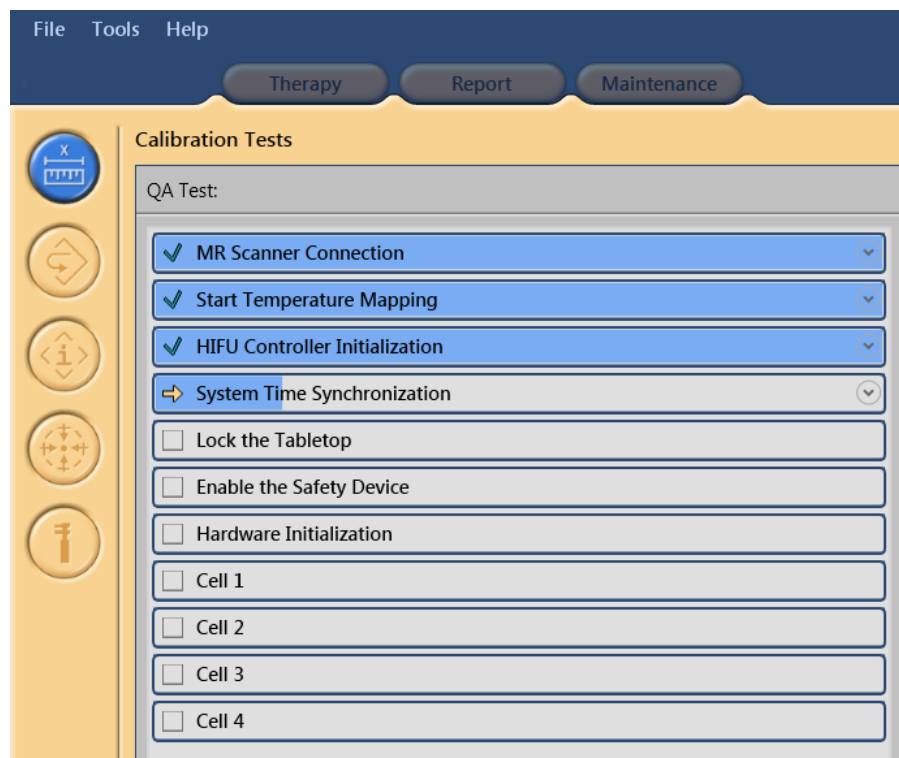 File Tools Help
Therapy Report Maintenance
Calibration Tests
QA Test:
MR Scanner Connection
Start Temperature Mapping
HIFU Controller Initialization
System Time Synchronization
Lock the Tabletop
Enable the Safety Device
Hardware Initialization
Cell 1
Cell 2
Cell 3
Cell 4